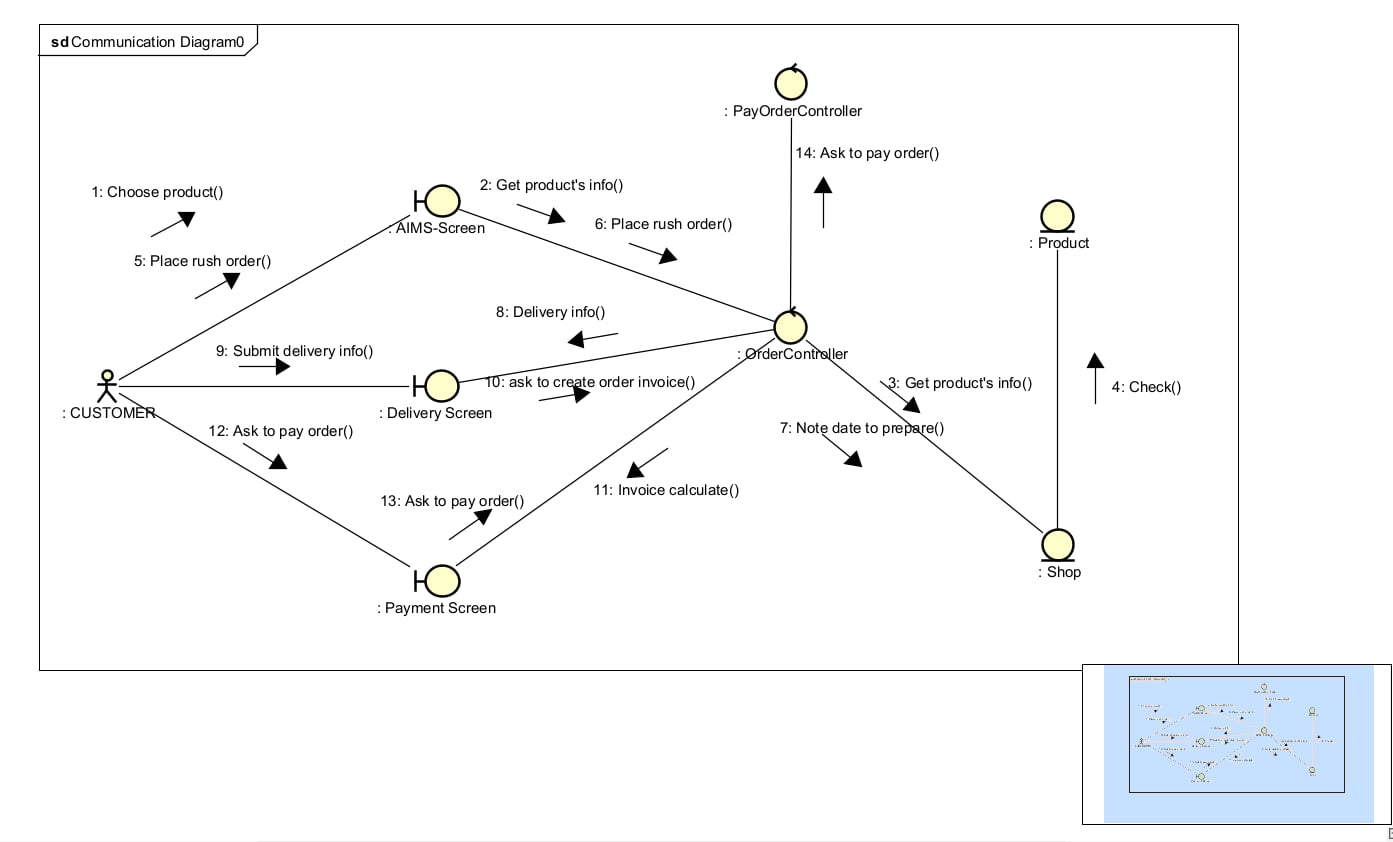 sd Communication Diagram0
: PayOrderController
14: Ask to pay order()
1: Choose product()
2: Get product's info()
6: Place rush order()
: AIMS-Screen
: Product
5: Place rush order()
8: Delivery info()
9: Submit delivery info()
: OrderController
10: ask to create order invoice()
3: Get product's info()
4: Check()
: CUSTOMER
: Delivery Screen
12: Ask to pay order()
7: Note date to prepare()
13: Ask to pay order()
11: Invoice calculate()
: Shop
: Payment Screen